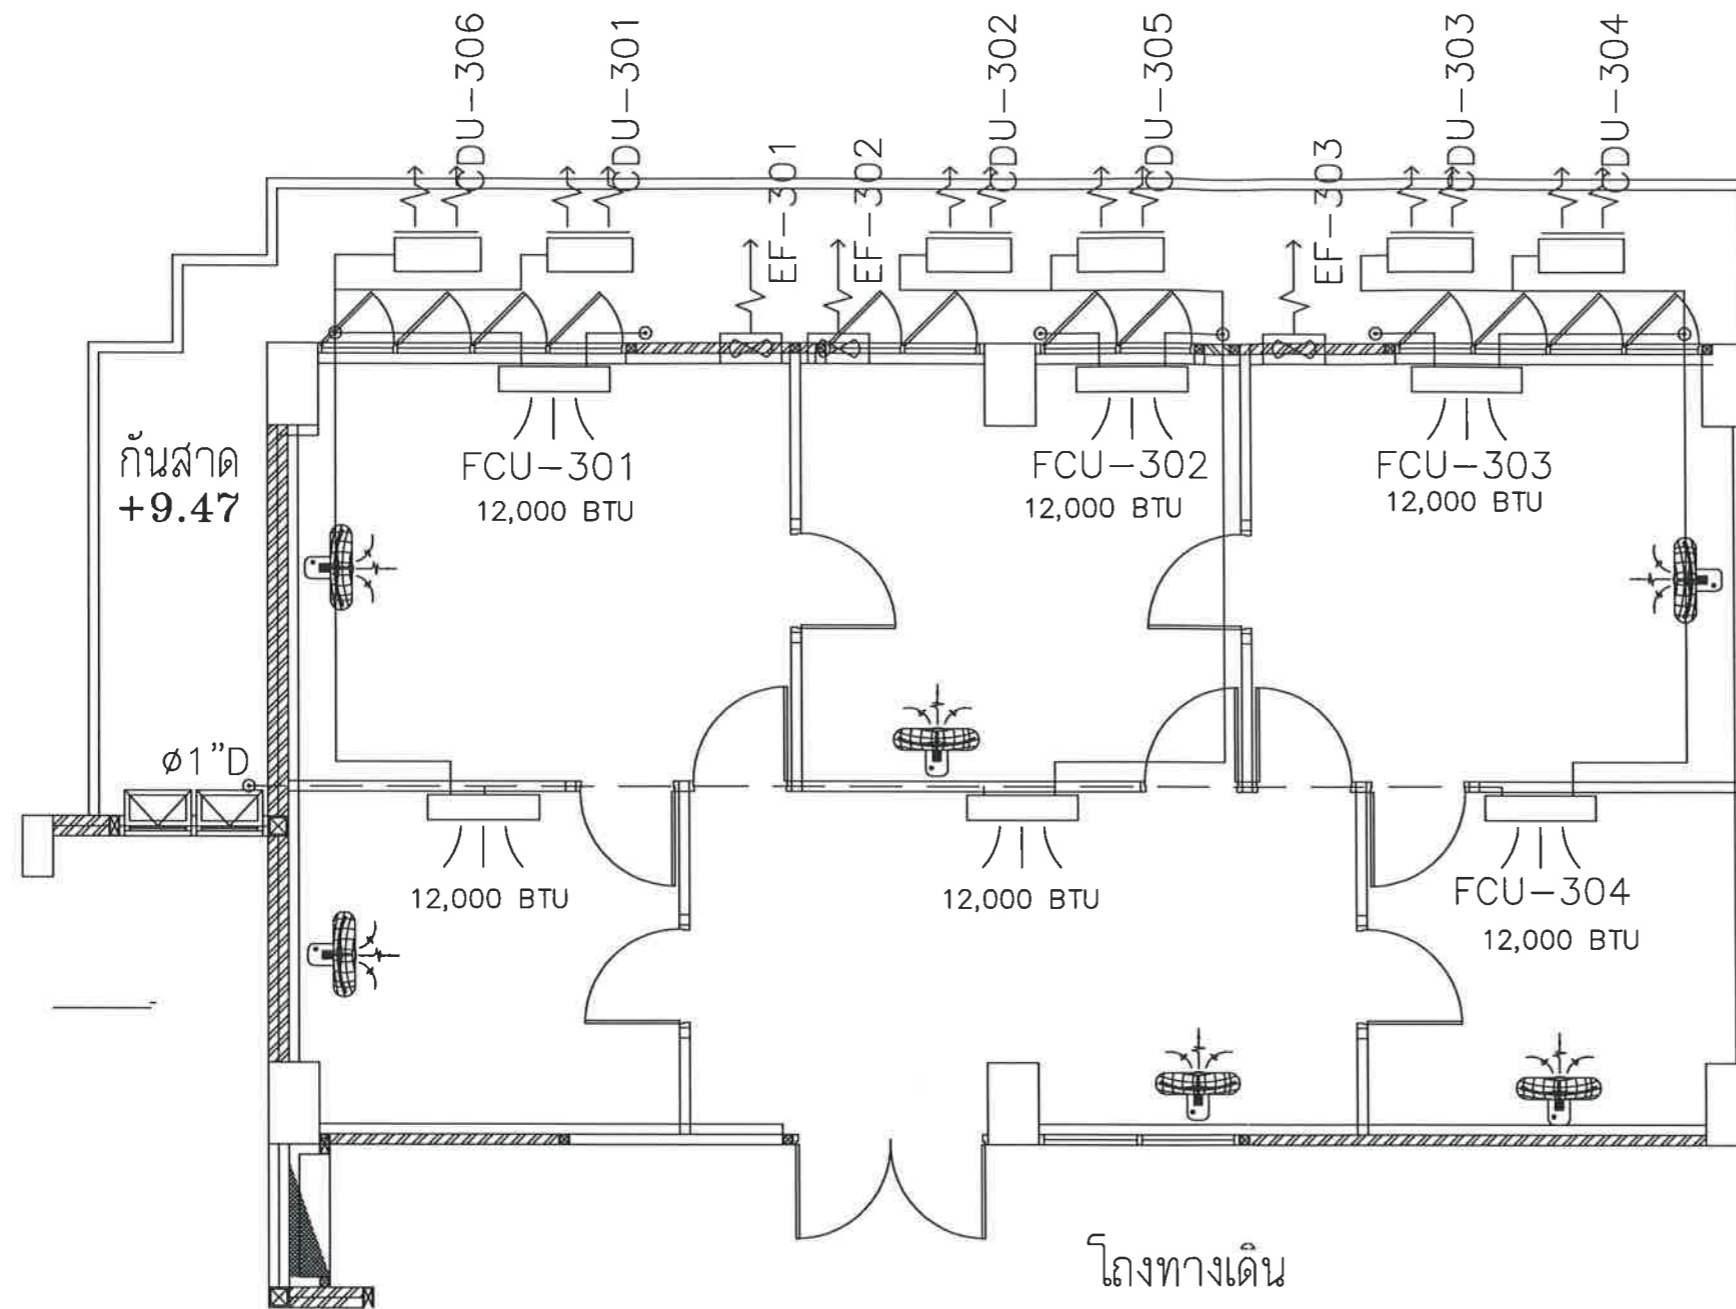 CDU-306
CDU-301
EF-301
EF-302
CDU-302
CDU-305
EF-303
CDU-303
CDU-304
กันสาด
+9.47
FCU-301
12,000 BTU
FCU-302
12,000 BTU
FCU-303
12,000 BTU
ø1"D
12,000 BTU
12,000 BTU
FCU-304
12,000 BTU
โถงทางเดิน